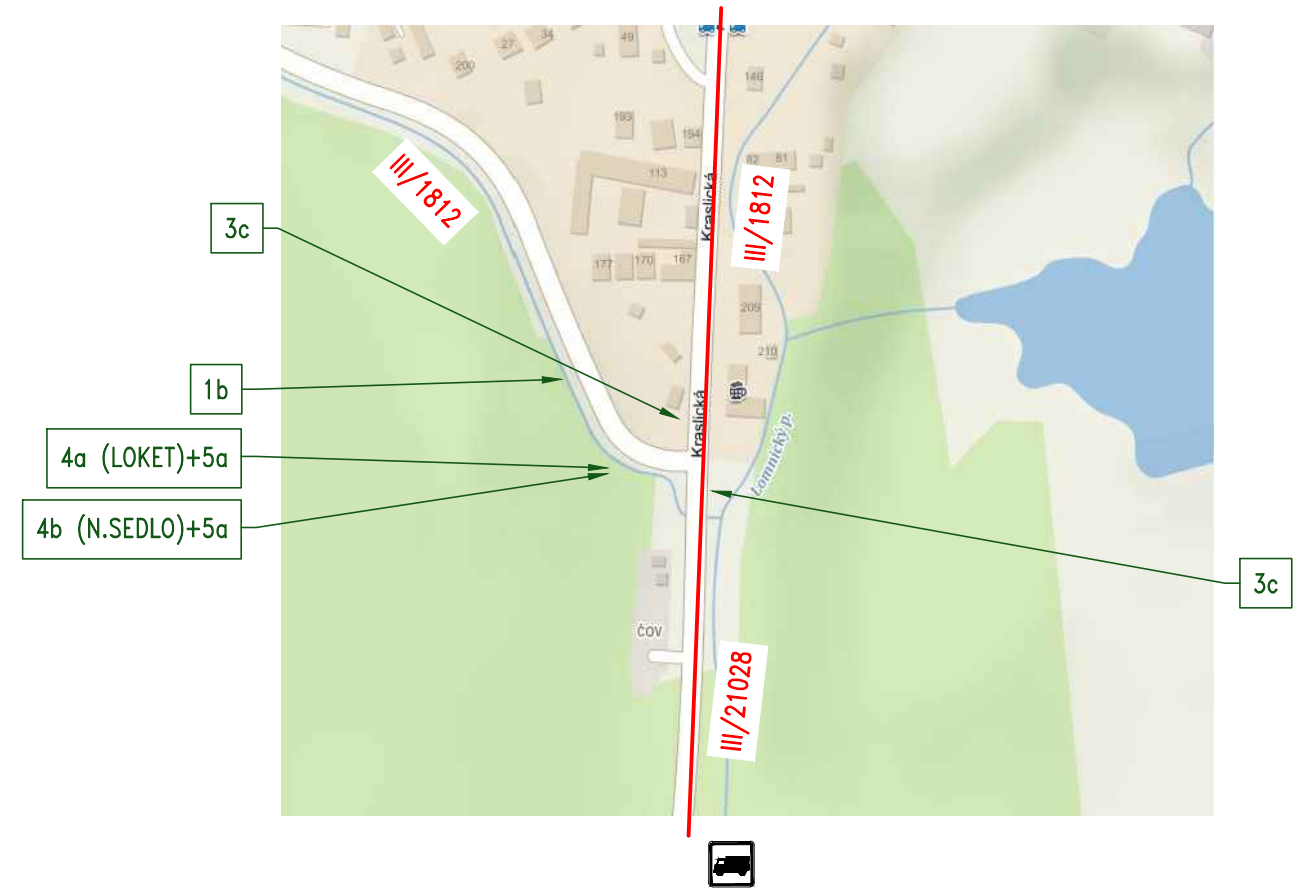 200
27
34
49
146
193
194
113
62
81
Kraslická
III/1812
III/1812
3c
177
170
167
209
210
1b
Kraslická
Lomnický p.
4a (LOKET)+5a
4b (N.SEDLO)+5a
3c
ČOV
III/21028